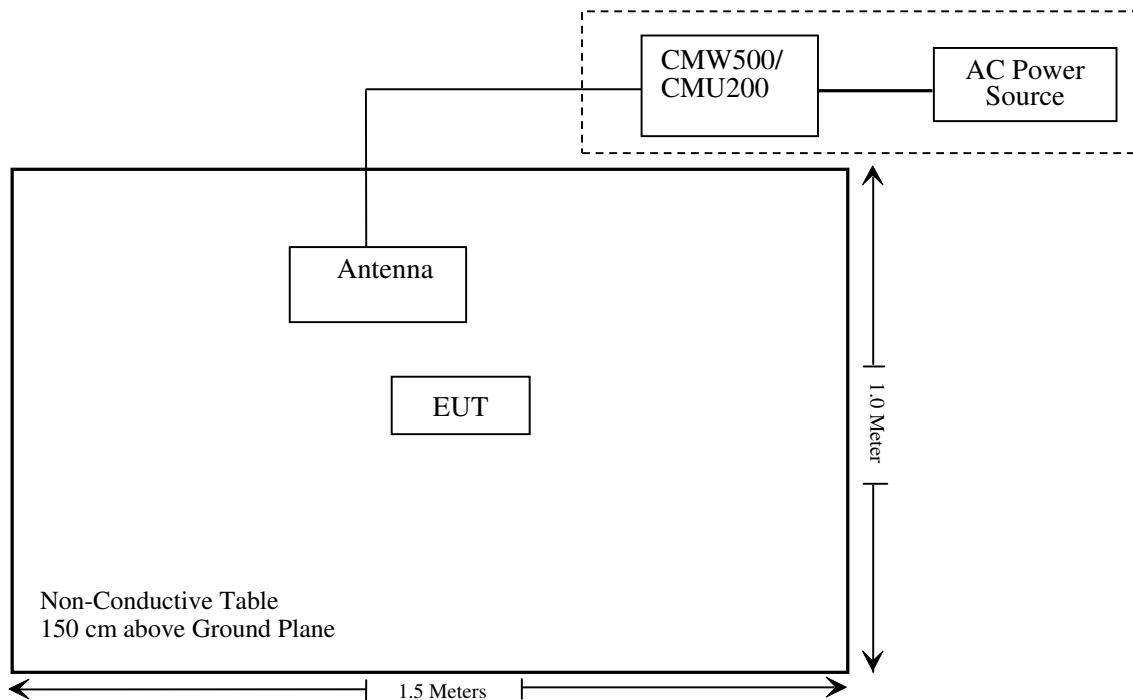 CMW500/
CMU200
AC Power
Source
Antenna
EUT
1.0 Meter
Non-Conductive Table
150 cm above Ground Plane
1.5 Meters